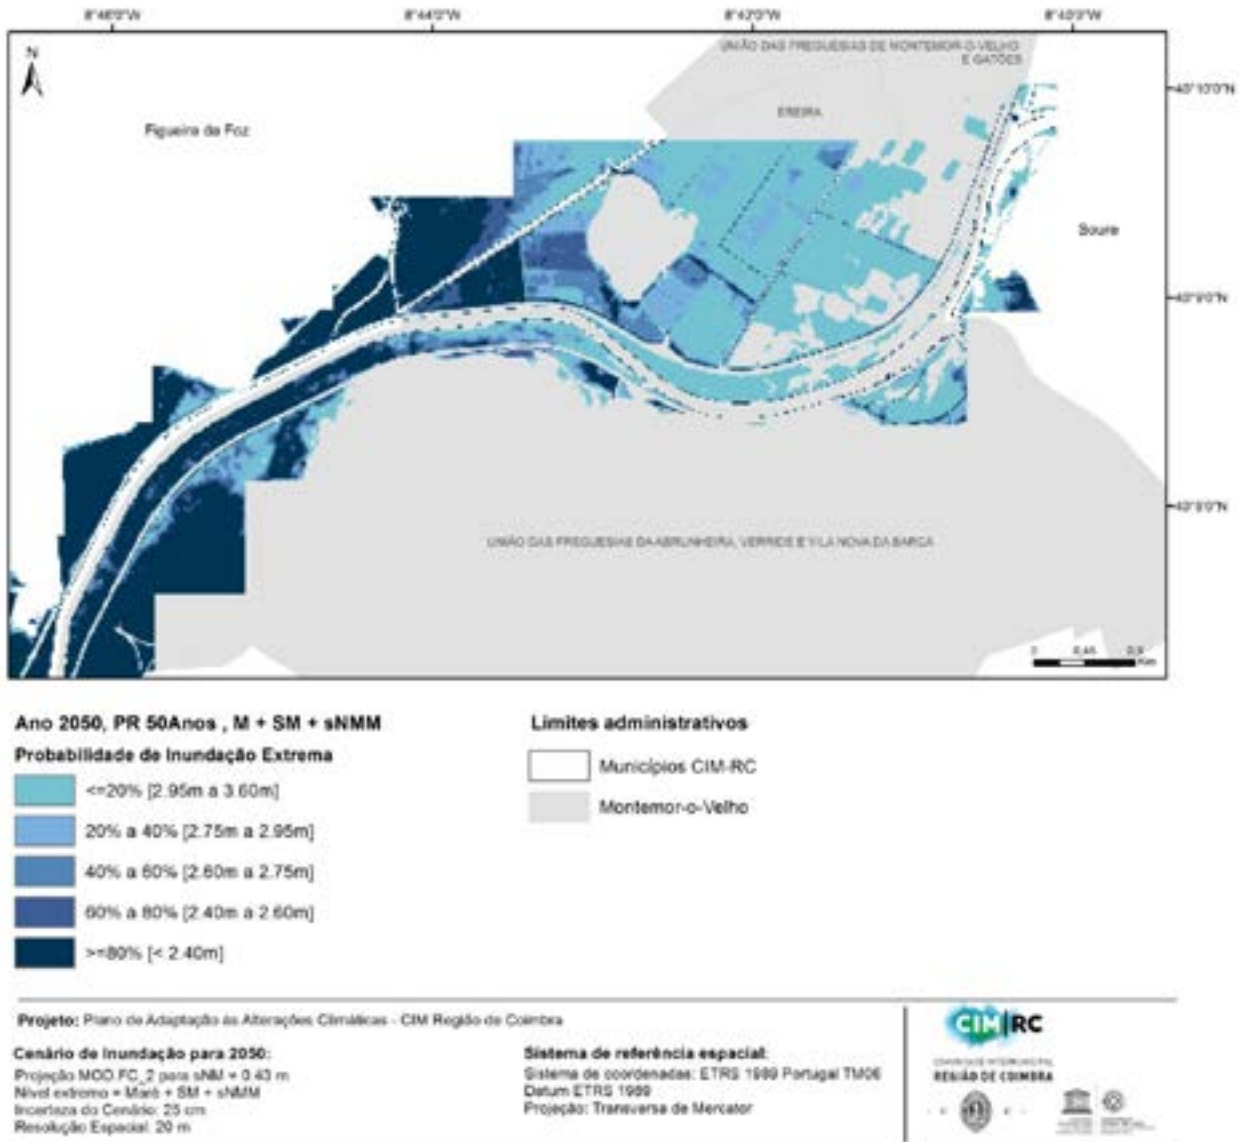 8°46'0"W 8°44'0"W 8°42'0"W 8°40'0"W
N
UNIÃO DAS FREGUESIAS DE MONTEMOR-O-VELHO
E GATÕES
40°10'0"N
EREIRA
Figueira da Foz
Soure
40°9'0"N
UNIÃO DAS FREGUESIAS DA ABRUNHEIRA, VERRIDE E VILA NOVA DA BARCA
0 0,45 0,9
Km
Ano 2050, PR 50Anos , M + SM + sNMM
Probabilidade de Inundação Extrema
<=20% [2.95m a 3.60m]
20% a 40% [2.75m a 2.95m]
40% a 60% [2.60m a 2.75m]
60% a 80% [2.40m a 2.60m]
>=80% [< 2.40m]
Limites administrativos
Municípios CIM-RC
Montemor-o-Velho
Projeto: Plano de Adaptação às Alterações Climáticas - CIM Região de Coimbra
Cenário de Inundação para 2050:
Projeção MOD.FC_2 para sNM = 0.43 m
Nível extremo = Maré + SM + sNMM
Incerteza do Cenário: 25 cm
Resolução Espacial: 20 m
Sistema de referência espacial:
Sistema de coordenadas: ETRS 1989 Portugal TM06
Datum ETRS 1989
Projeção: Transversa de Mercator
CIM|RC
COMUNIDADE INTERMUNICIPAL
REGIÃO DE COIMBRA